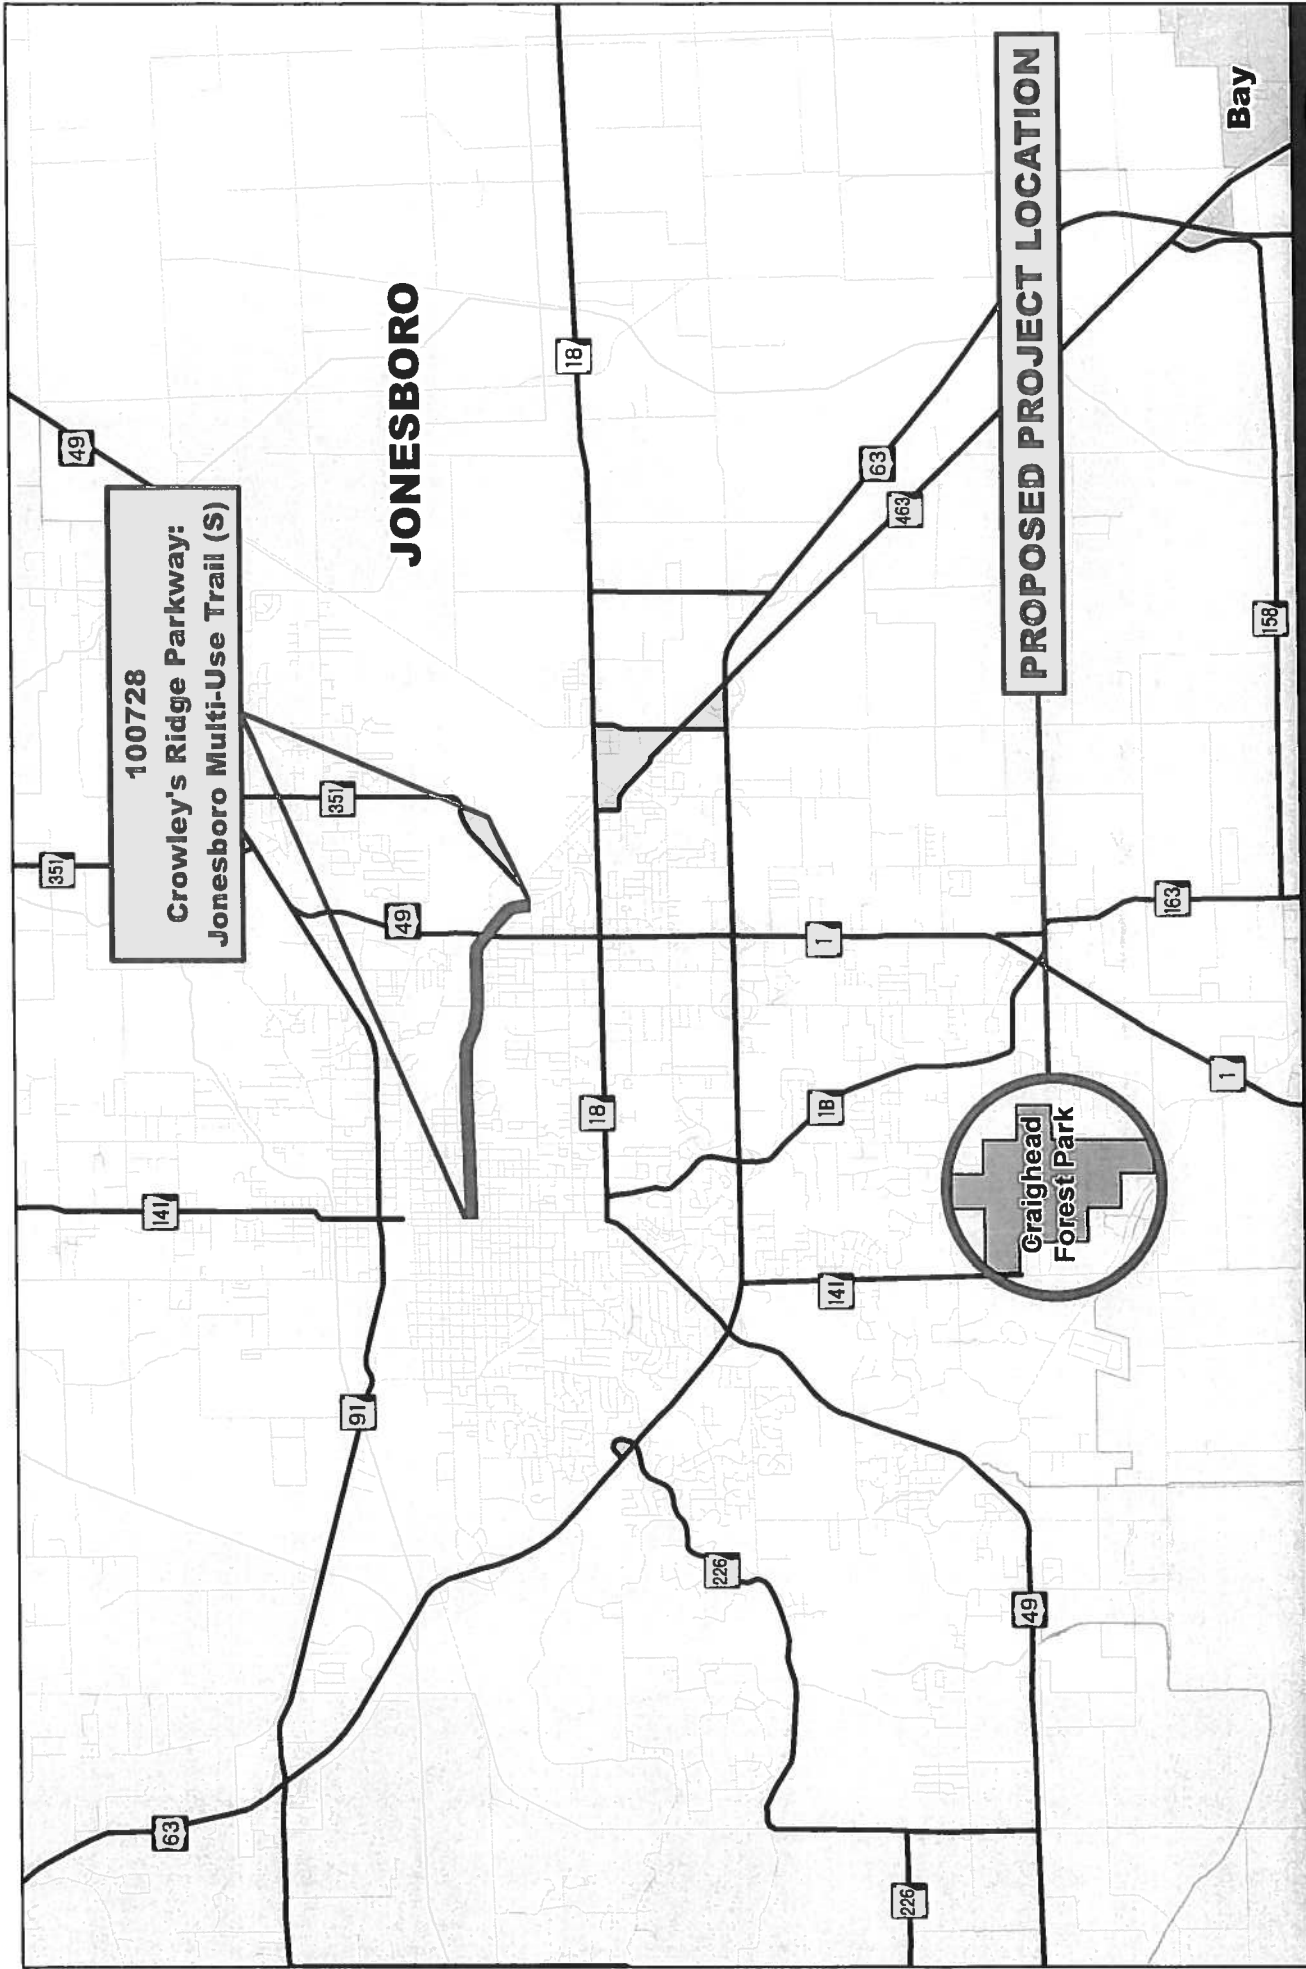 100728
Crowley's Ridge Parkway:
Jonesboro Multi-Use Trail (S)
63
141
351
49
91
351
49
JONESBORO
226
18
18
226
141
1B
1
463
63
49
Craighead
Forest Park
PROPOSED PROJECT LOCATION
1
163
158
Bay